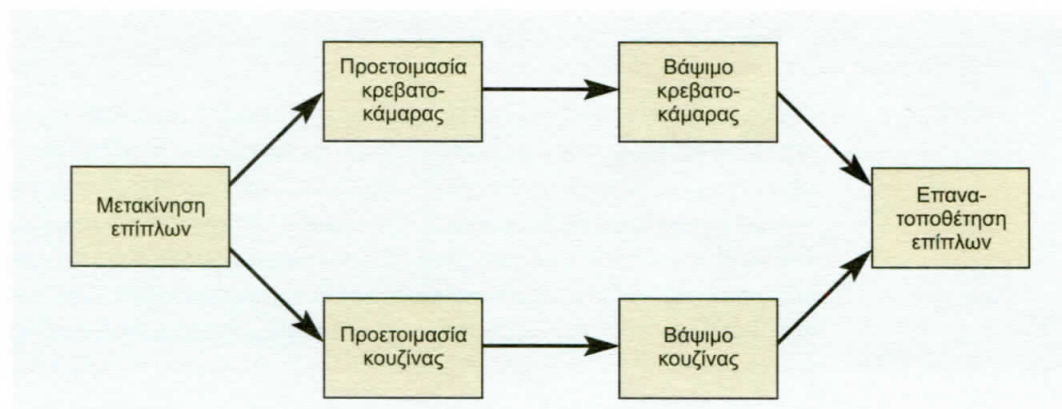 Προετοιμασία
κρεβατο-
κάμαρας
Βάψιμο
κρεβατο-
κάμαρας
Μετακίνηση
επίπλων
Επανα-
τοποθέτηση
επίπλων
Προετοιμασία
κουζίνας
Βάψιμο
κουζίνας